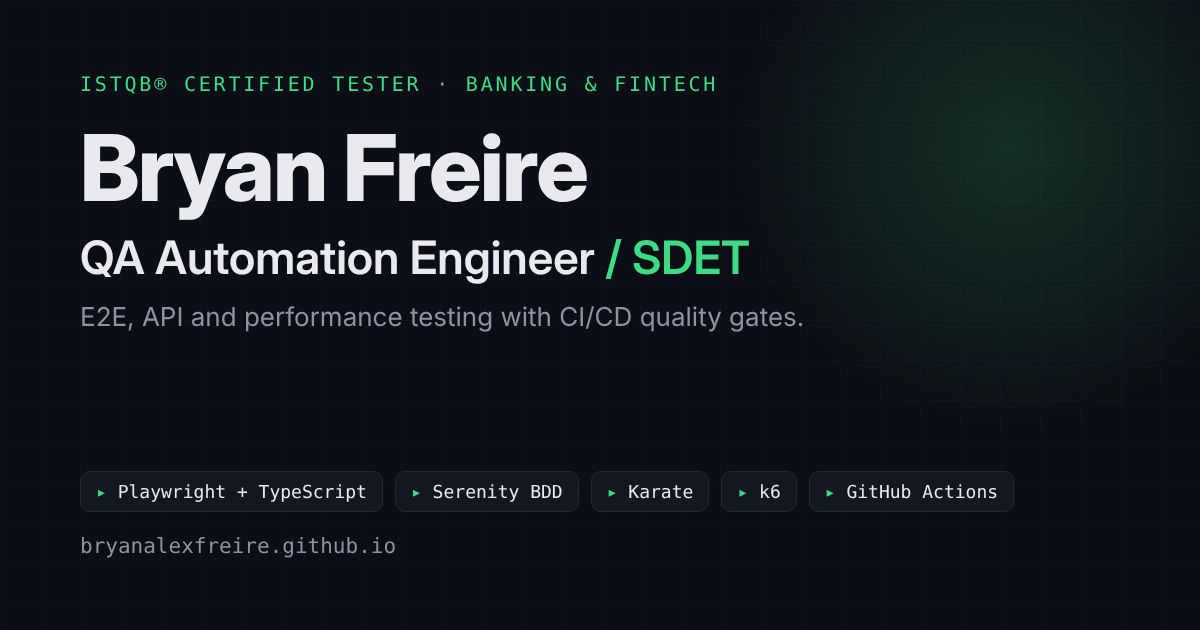 ISTQB® CERTIFIED TESTER · BANKING & FINTECH
Bryan Freire
QA Automation Engineer / SDET
E2E, API and performance testing with CI/CD quality gates.
▸ Playwright + TypeScript ▸ Serenity BDD ▸ Karate ▸ k6 ▸ GitHub Actions
bryanalexfreire.github.io